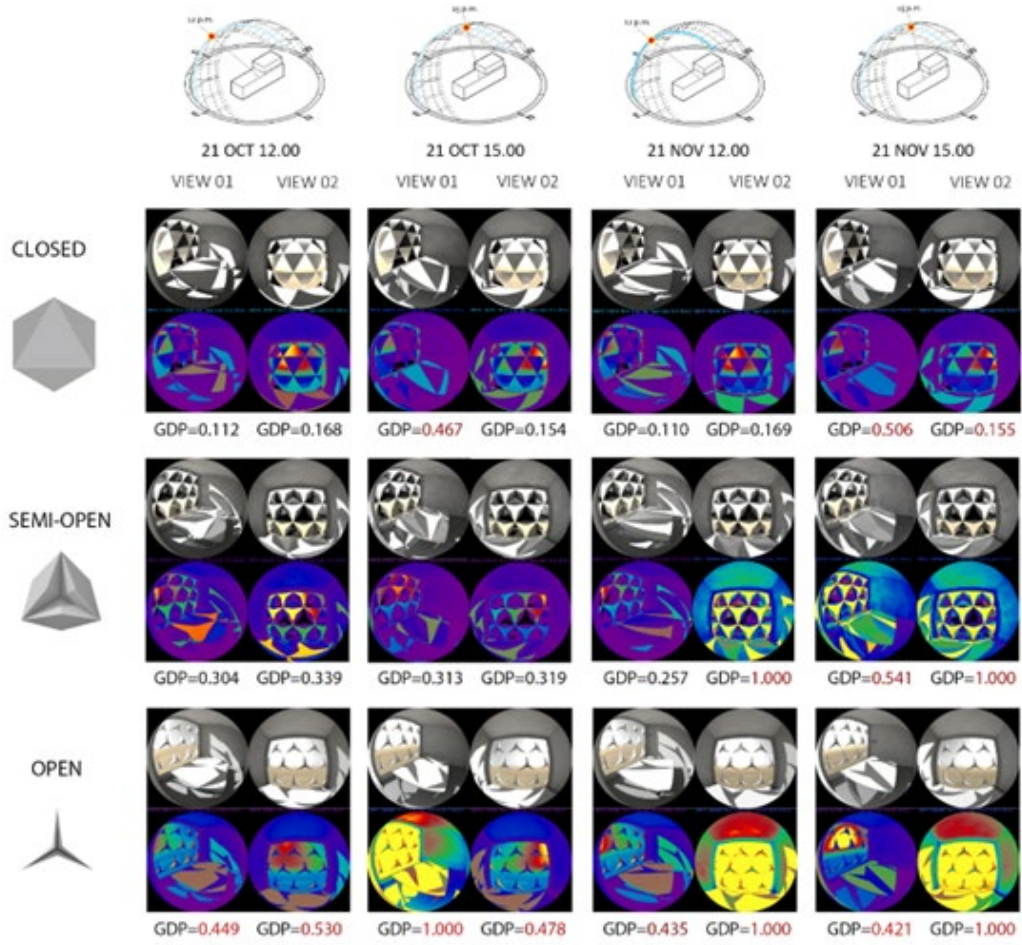 12 p.m.
15 p.m.
12 p.m.
15 p.m.
21 OCT 12.00
21 OCT 15.00
21 NOV 12.00
21 NOV 15.00
VIEW 01 VIEW 02 VIEW 01 VIEW 02 VIEW 01 VIEW 02 VIEW 01 VIEW 02
CLOSED
GDP=0.112 GDP=0.168 GDP=0.467 GDP=0.154 GDP=0.110 GDP=0.169 GDP=0.506 GDP=0.155
SEMI-OPEN
GDP=0.304 GDP=0.339 GDP=0.313 GDP=0.319 GDP=0.257 GDP=1.000 GDP=0.541 GDP=1.000
OPEN
GDP=0.449 GDP=0.530 GDP=1.000 GDP=0.478 GDP=0.435 GDP=1.000 GDP=0.421 GDP=1.000